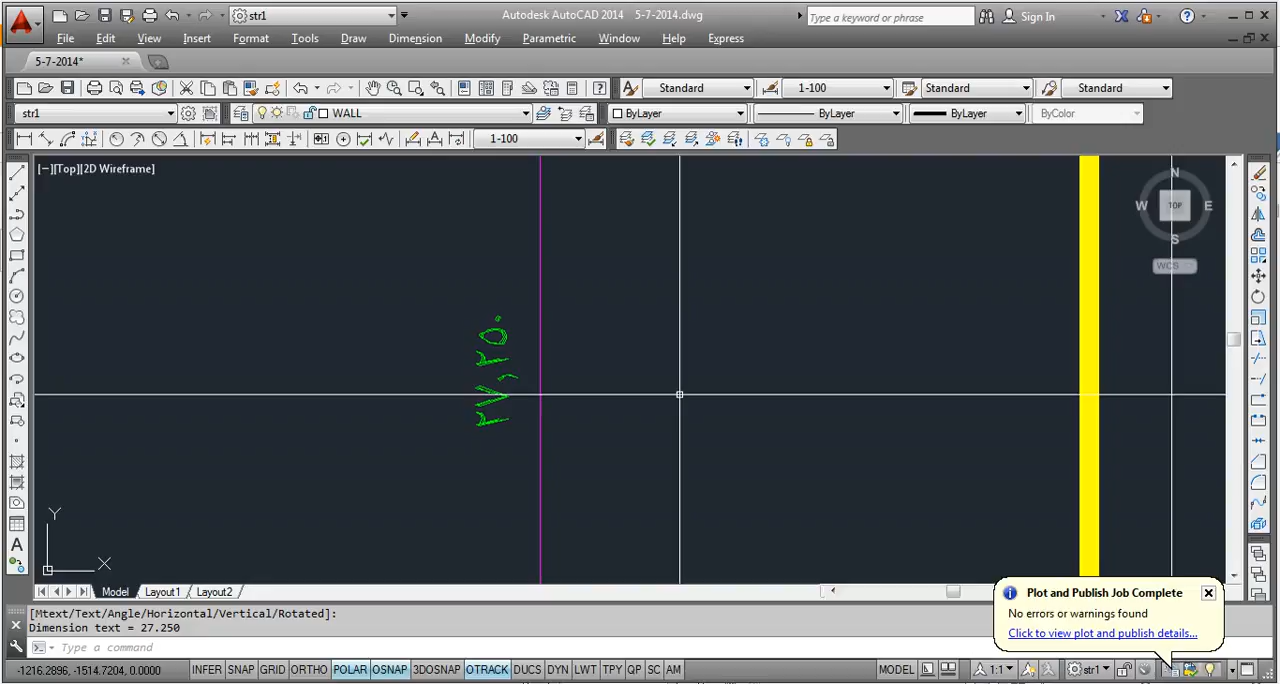 str1
Autodesk AutoCAD 2014 5-7-2014.dwg
Type a keyword or phrase
Sign In
File Edit View Insert Format Tools Draw Dimension Modify Parametric Window Help Express
5-7-2014*
Standard 1-100 Standard Standard
str1 WALL ByLayer ByLayer ByLayer ByColor
1-100
[−][Top][2D Wireframe]
N
W TOP E
S
WCS
٢٧,٢٥٠
Y
X
Model Layout1 Layout2
Plot and Publish Job Complete
No errors or warnings found
Click to view plot and publish details...
[Mtext/Text/Angle/Horizontal/Vertical/Rotated]:
Dimension text = 27.250
Type a command
-1216.2896, -1514.7204, 0.0000 INFER SNAP GRID ORTHO POLAR OSNAP 3DOSNAP OTRACK DUCS DYN LWT TPY QP SC AM MODEL 1:1 str1